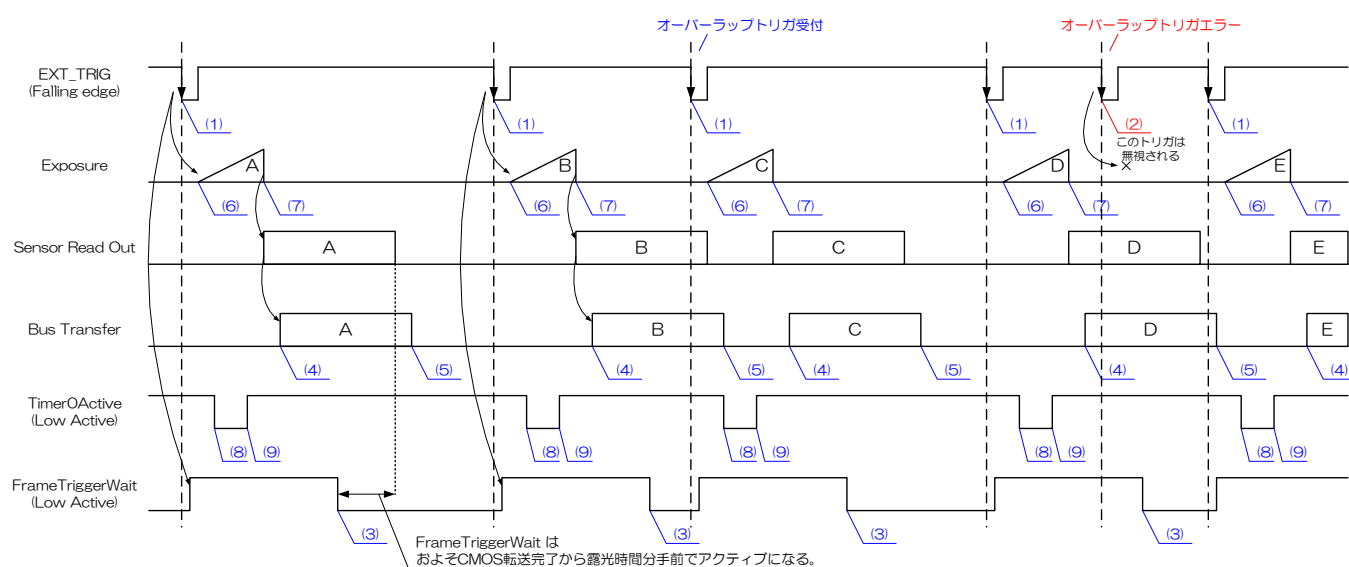 オーバーラップトリガ受付
オーバーラップトリガエラー
EXT_TRIG
(Falling edge)
(1)
(1)
(1)
(1)
(2)
(1)
このトリガは
無視される
Exposure
A
B
C
D
E
(6)
(7)
(6)
(7)
(6)
(7)
(6)
(7)
(6)
(7)
Sensor Read Out
A
B
C
D
E
Bus Transfer
A
B
C
D
E
(4)
(5)
(4)
(5)
(4)
(5)
(4)
(5)
(4)
Timer0Active
(Low Active)
(8)
(9)
(8)
(9)
(8)
(9)
(8)
(9)
(8)
(9)
FrameTriggerWait
(Low Active)
(3)
(3)
(3)
(3)
FrameTriggerWait は
おおよそCMOS転送完了から露光時間分手前でアクティブになる。